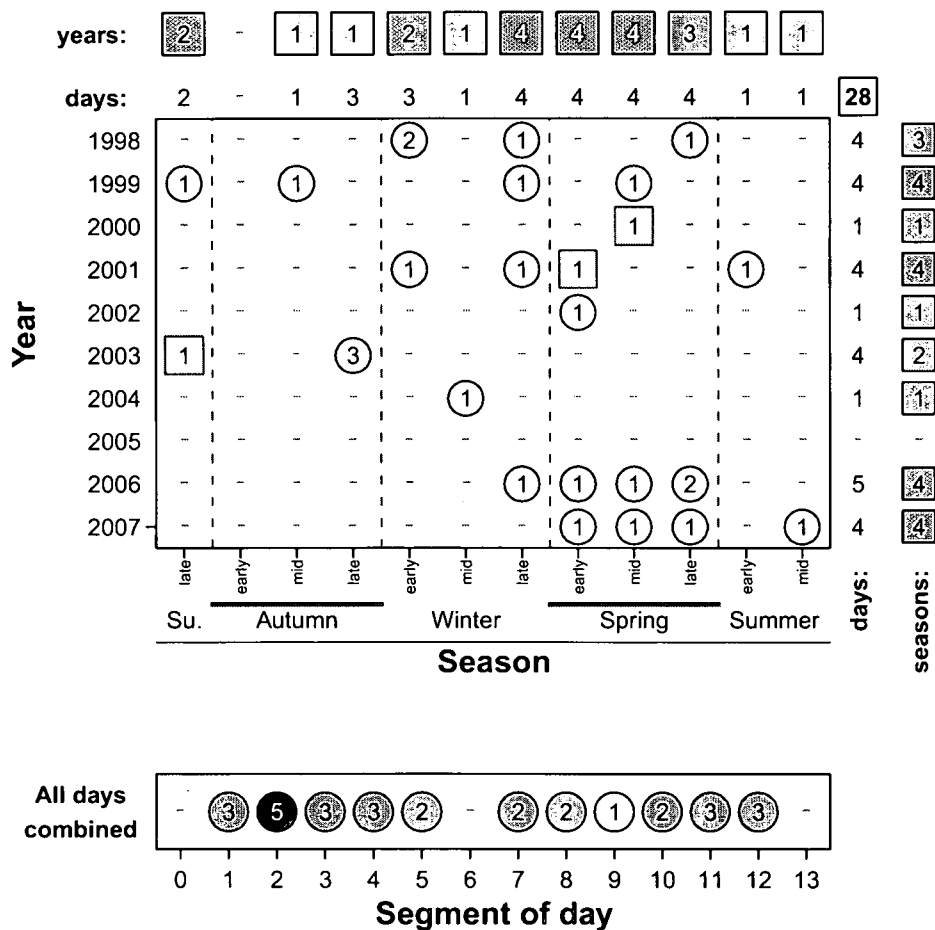 years: 2 - 1 1 2 1 4 4 4 3 1 1
days: 2 - 1 3 3 1 4 4 4 4 1 1 28
1998 - - - - 2 - 1 - - 1 - - 4 3
1999 1 - 1 - - - 1 - 1 - - - 4 4
2000 - - - - - - - - 1 - - - 1 1
2001 - - - - 1 - 1 1 - - 1 - 4 4
2002 - - - - - - - 1 - - - - 1 1
2003 1 - - 3 - - - - - - - - 4 2
2004 - - - - - 1 - - - - - - 1 1
2005 - - - - - - - - - - - - - -
2006 - - - - - - 1 1 1 2 - - 5 4
2007 - - - - - - - 1 1 1 - 1 4 4
Year
late early mid late early mid late early mid late early mid
days: seasons:
Su. Autumn Winter Spring Summer
Season
All days
combined
- 3 5 3 3 2 - 2 2 1 2 3 3 -
0 1 2 3 4 5 6 7 8 9 10 11 12 13
Segment of day